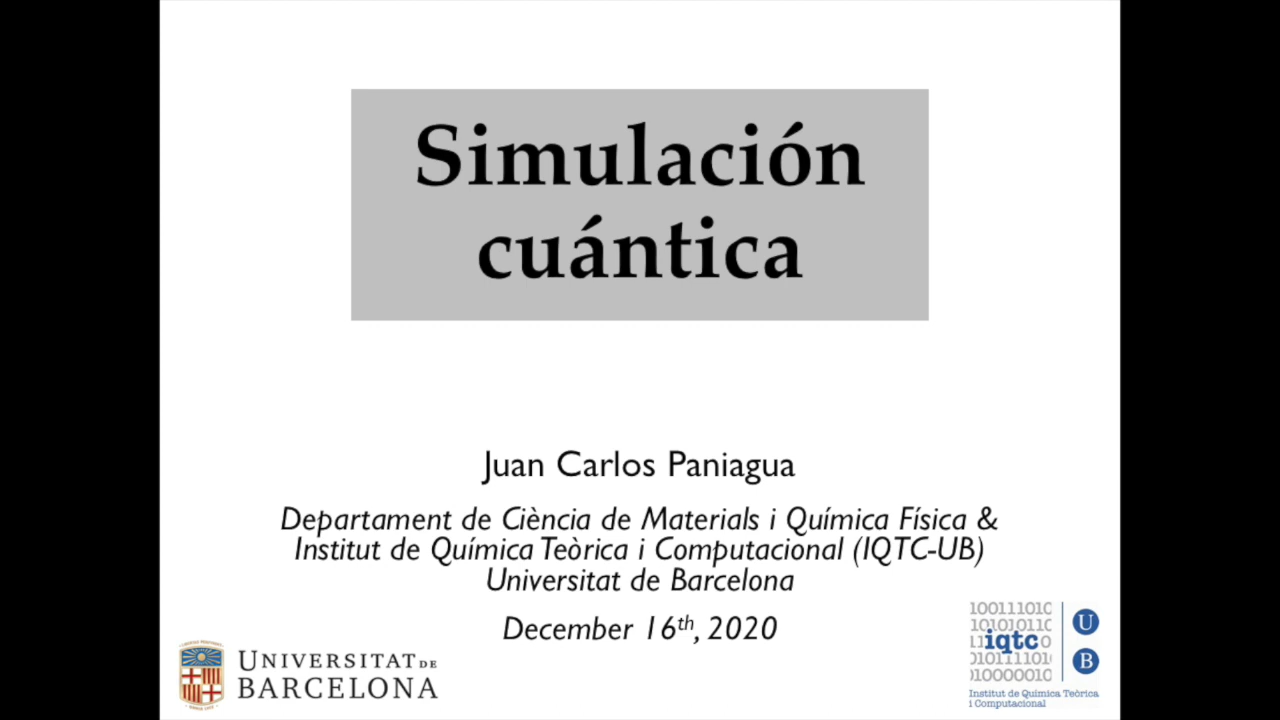 Simulación
cuántica
Juan Carlos Paniagua
Departament de Ciència de Materials i Química Física &
Institut de Química Teòrica i Computacional (IQTC-UB)
Universitat de Barcelona
December 16th, 2020
UNIVERSITAT DE
BARCELONA
iqtc
U
B
Institut de Química Teòrica
i Computacional